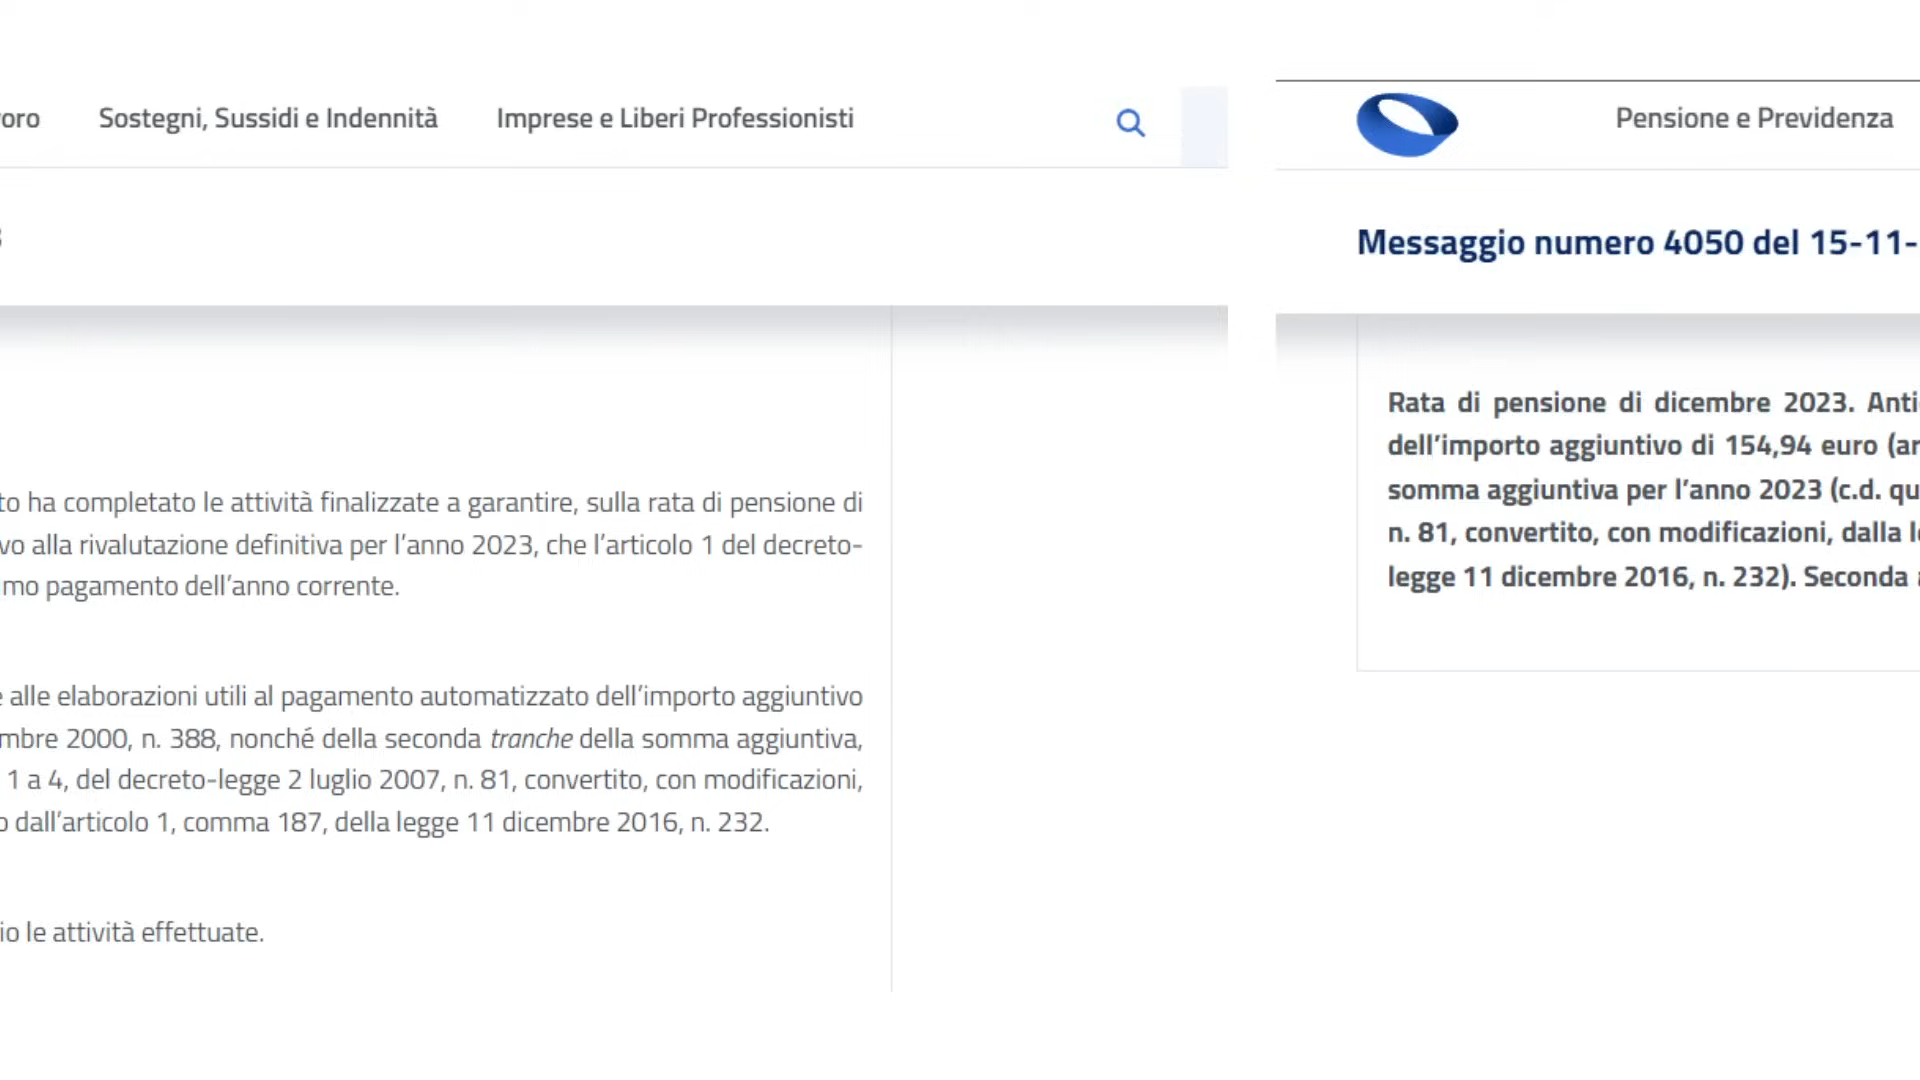 oro Sostegni, Sussidi e Indennità Imprese e Liberi Professionisti
to ha completato le attività finalizzate a garantire, sulla rata di pensione di
vo alla rivalutazione definitiva per l’anno 2023, che l’articolo 1 del decreto-
mo pagamento dell’anno corrente.
e alle elaborazioni utili al pagamento automatizzato dell’importo aggiuntivo
mbre 2000, n. 388, nonché della seconda tranche della somma aggiuntiva,
1 a 4, del decreto-legge 2 luglio 2007, n. 81, convertito, con modificazioni,
o dall’articolo 1, comma 187, della legge 11 dicembre 2016, n. 232.
io le attività effettuate.
Pensione e Previdenza
Messaggio numero 4050 del 15-11-
Rata di pensione di dicembre 2023. Anti
dell’importo aggiuntivo di 154,94 euro (ar
somma aggiuntiva per l’anno 2023 (c.d. qu
n. 81, convertito, con modificazioni, dalla l
legge 11 dicembre 2016, n. 232). Seconda